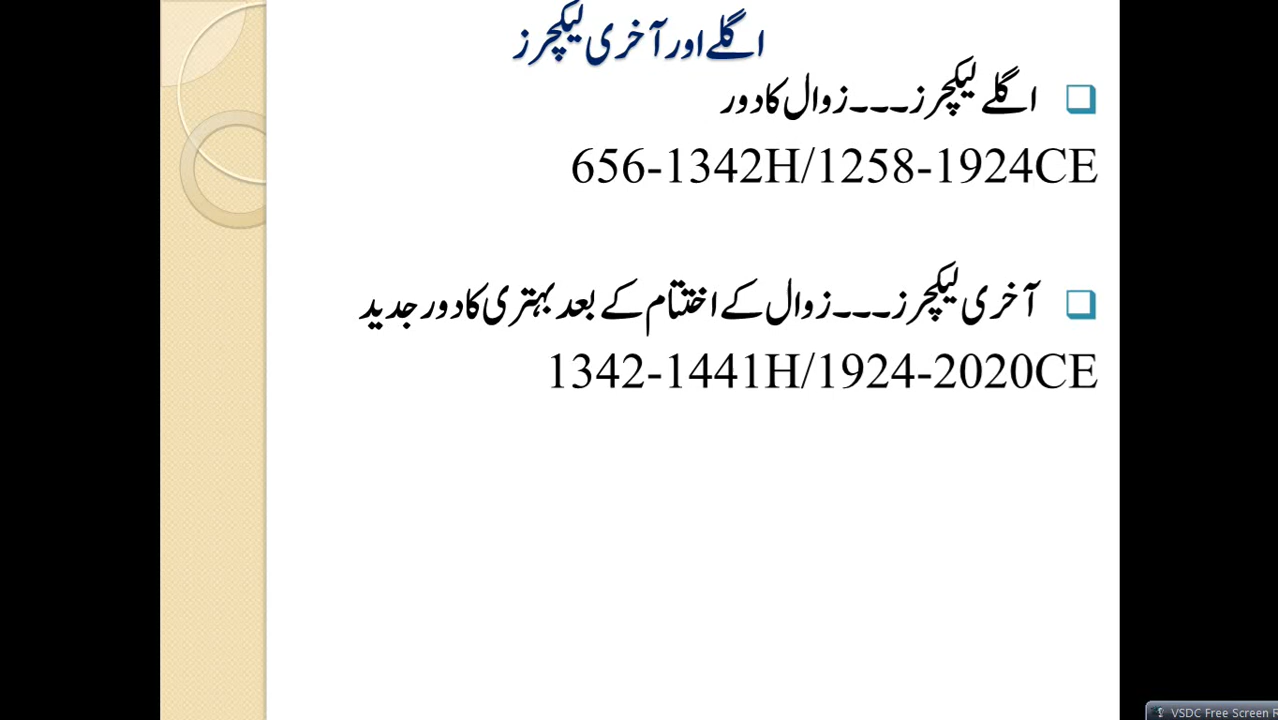 اگلے اور آخری لیکچرز
اگلے لیکچرز۔۔۔زوال کا دور
656-1342H/1258-1924CE
آخری لیکچرز۔۔۔زوال کے اختتام کے بعد بہتری کا دور جدید
1342-1441H/1924-2020CE
VSDC Free Screen R